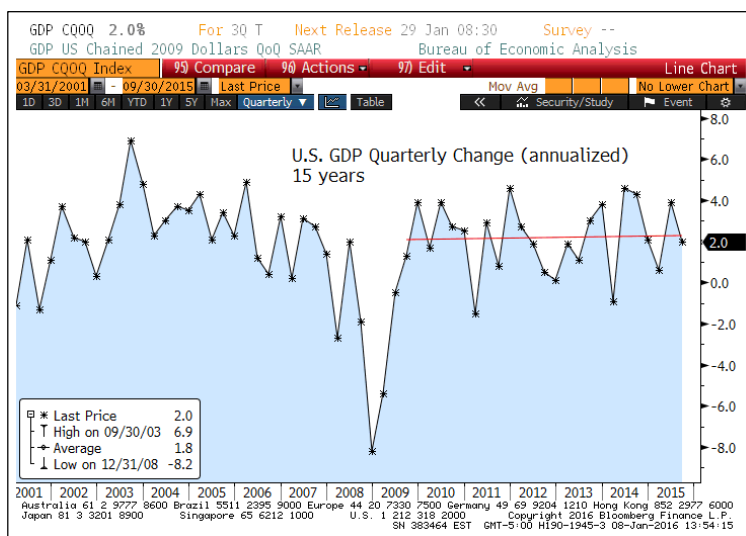 GDP CQOQ 2.0% For 3Q T Next Release 29 Jan 08:30 Survey --
GDP US Chained 2009 Dollars QoQ SAAR Bureau of Economic Analysis
GDP CQOQ Index 95) Compare 96) Actions 97) Edit Line Chart
03/31/2001 - 09/30/2015 Last Price Mov Avg No Lower Chart
1D 3D 1M 6M YTD 1Y 5Y Max Quarterly ▼ Table « Security/Study Event
U.S. GDP Quarterly Change (annualized)
15 years
8.0
6.0
4.0
2.0
0.0
-2.0
-4.0
-6.0
-8.0
Last Price 2.0
High on 09/30/03 6.9
Average 1.8
Low on 12/31/08 -8.2
2001 2002 2003 2004 2005 2006 2007 2008 2009 2010 2011 2012 2013 2014 2015
Australia 61 2 9777 8600 Brazil 5511 2395 9000 Europe 44 20 7330 7500 Germany 49 69 9204 1210 Hong Kong 852 2977 6000
Japan 81 3 3201 8900 Singapore 65 6212 1000 U.S. 1 212 318 2000 Copyright 2016 Bloomberg Finance L.P.
SN 383464 EST GMT-5:00 H190-1945-3 08-Jan-2016 13:54:15